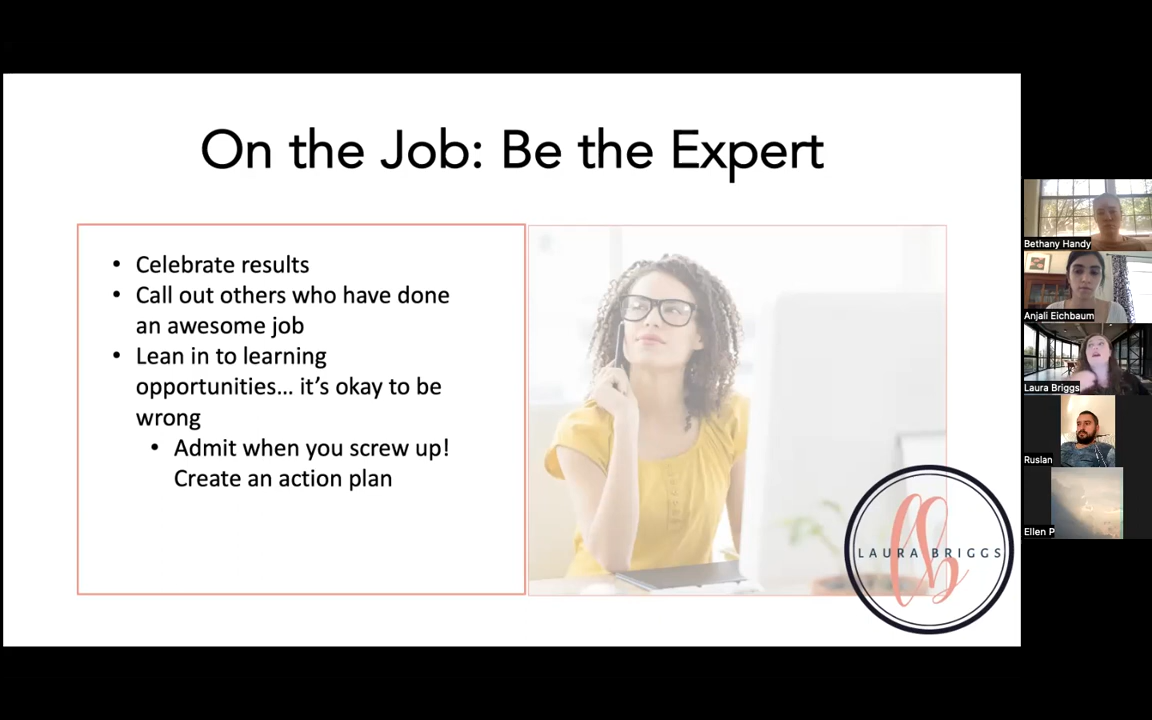 On the Job: Be the Expert
• Celebrate results
• Call out others who have done
an awesome job
• Lean in to learning
opportunities... it's okay to be
wrong
• Admit when you screw up!
Create an action plan
LAURA BRIGGS
lb
Bethany Handy
Anjali Eichbaum
Laura Briggs
Ruslan
Ellen P